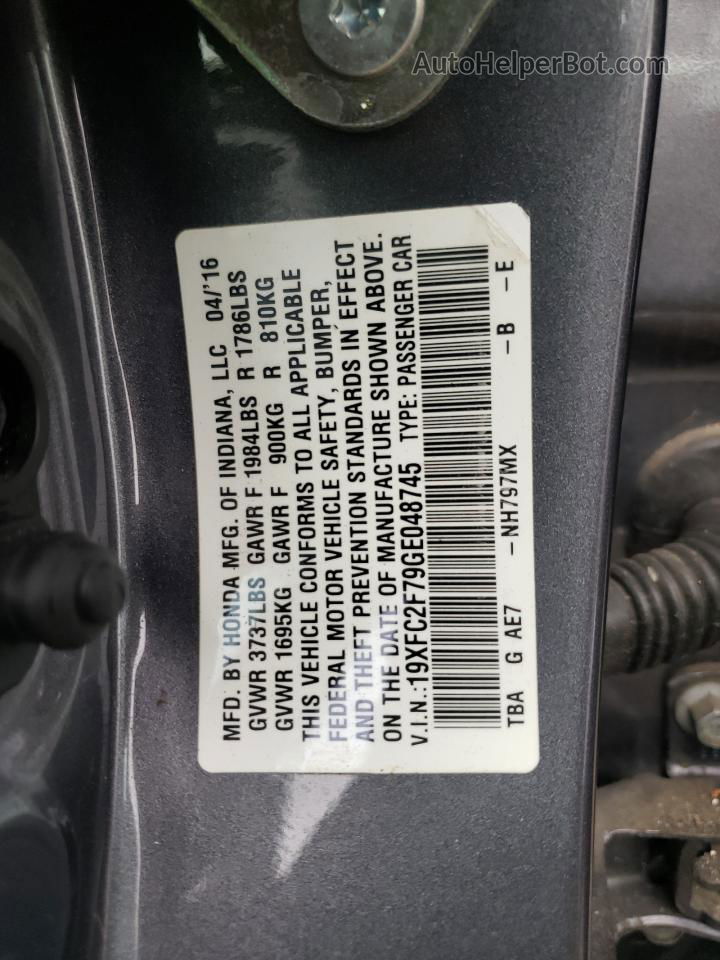 AutoHelperBot.com
MFD. BY HONDA MFG. OF INDIANA, LLC 04/'16
GVWR 3737LBS GAWR F 1984LBS R 1786LBS
GVWR 1695KG GAWR F 900KG R 810KG
THIS VEHICLE CONFORMS TO ALL APPLICABLE
FEDERAL MOTOR VEHICLE SAFETY, BUMPER,
AND THEFT PREVENTION STANDARDS IN EFFECT
ON THE DATE OF MANUFACTURE SHOWN ABOVE.
V.I.N.:19XFC2F79GE048745 TYPE: PASSENGER CAR
TBA G AE7 -NH797MX -B -E